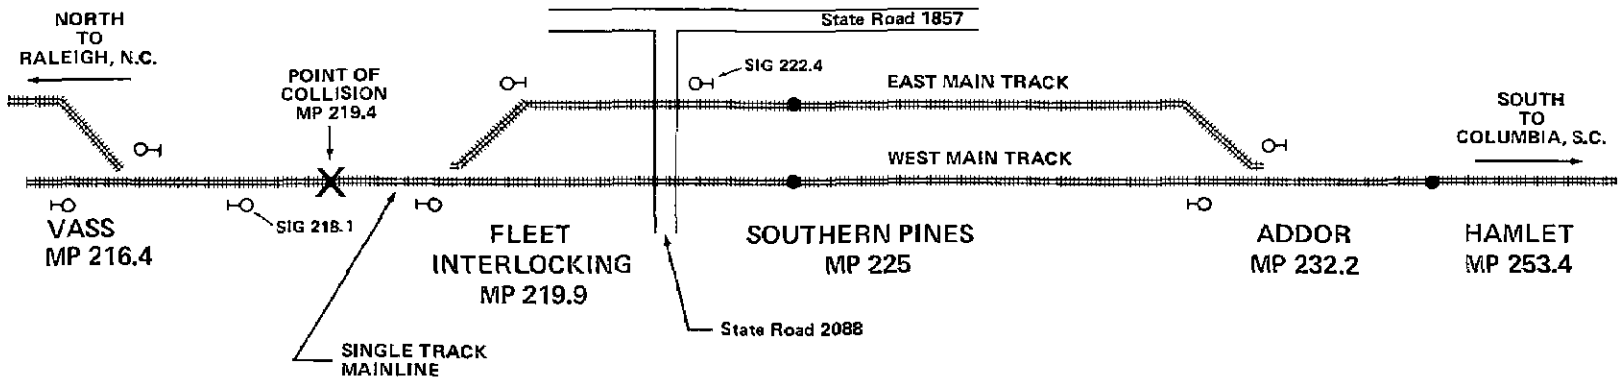 NORTH
TO
RALEIGH, N.C.
POINT OF
COLLISION
MP 219.4
State Road 1857
SIG 222.4
EAST MAIN TRACK
SOUTH
TO
COLUMBIA, S.C.
WEST MAIN TRACK
SIG 218.1
VASS
MP 216.4
FLEET
INTERLOCKING
MP 219.9
SOUTHERN PINES
MP 225
ADDOR
MP 232.2
HAMLET
MP 253.4
State Road 2088
SINGLE TRACK
MAINLINE